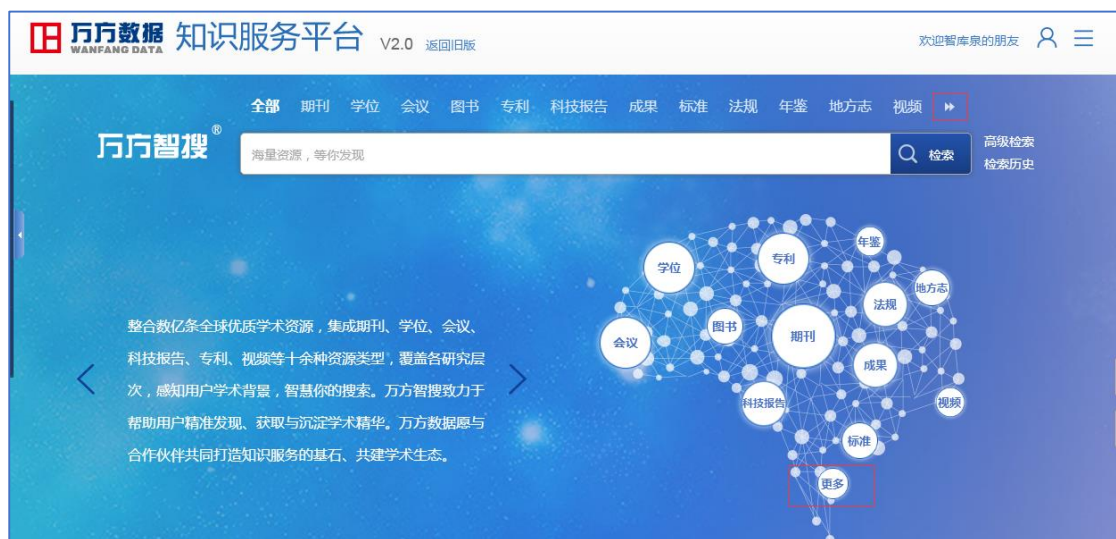 万方数据 知识服务平台 V2.0 返回旧版 欢迎智库泉的朋友
WANFANG DATA
全部 期刊 学位 会议 图书 专利 科技报告 成果 标准 法规 年鉴 地方志 视频
万方智搜®
海量资源，等你发现 检索
高级检索
检索历史
年鉴
专利
学位
地方志
法规
图书
期刊
会议
成果
科技报告
视频
标准
更多
整合数亿条全球优质学术资源，集成期刊、学位、会议、
科技报告、专利、视频等十余种资源类型，覆盖各研究层
次，感知用户学术背景，智慧你的搜索。万方智搜致力于
帮助用户精准发现、获取与沉淀学术精华。万方数据愿与
合作伙伴共同打造知识服务的基石、共建学术生态。